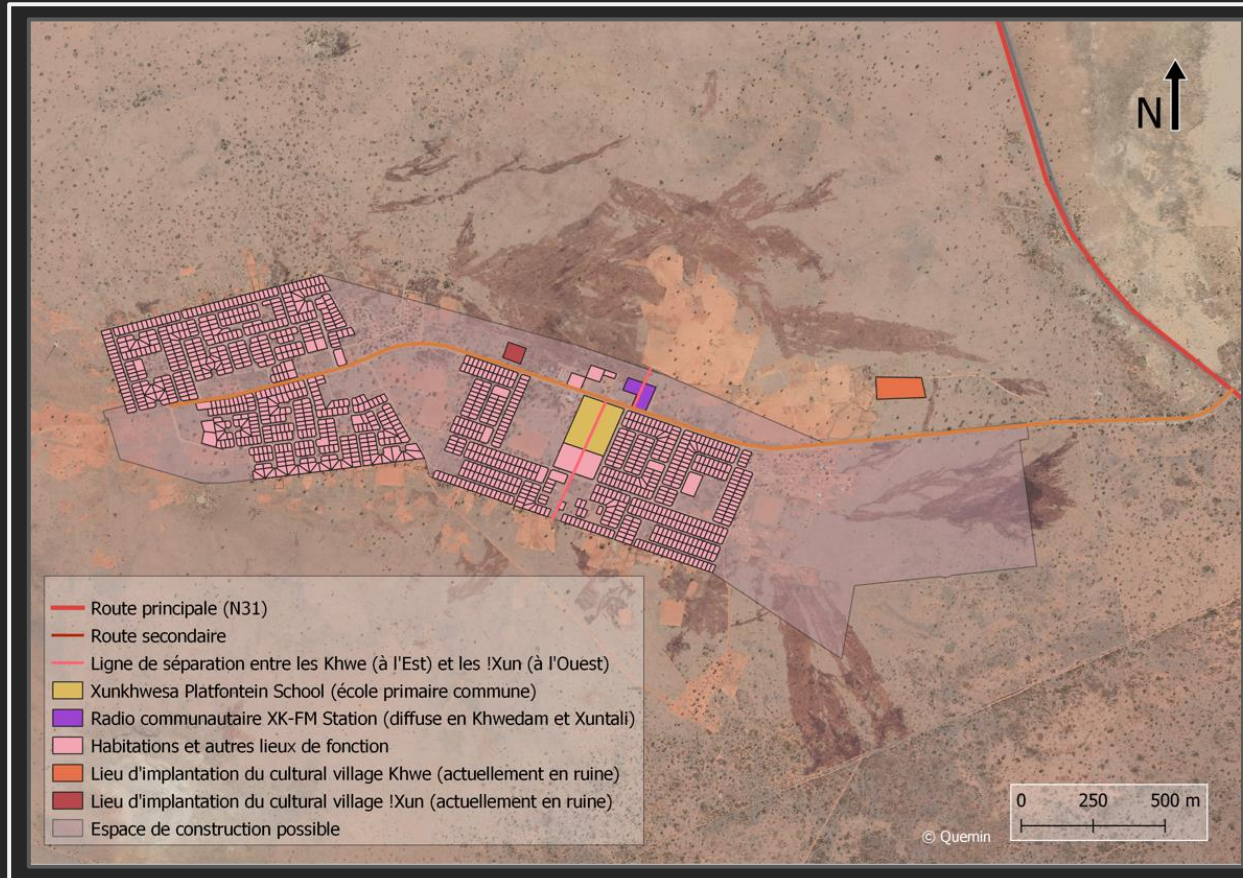 N
Route principale (N31)
Route secondaire
Ligne de séparation entre les Khwe (à l'Est) et les !Xun (à l'Ouest)
Xunkhwesa Platfontein School (école primaire commune)
Radio communautaire XK-FM Station (diffuse en Khwedam et Xuntali)
Habitations et autres lieux de fonction
Lieu d'implantation du cultural village Khwe (actuellement en ruine)
Lieu d'implantation du cultural village !Xun (actuellement en ruine)
Espace de construction possible
0 250 500 m
© Quemin